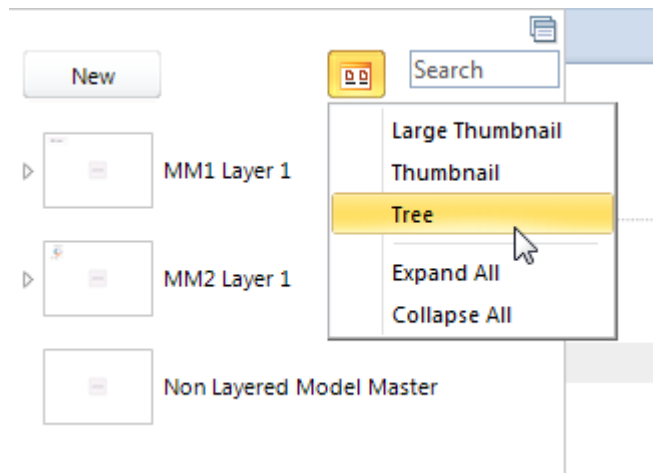 New
Search
Large Thumbnail
Thumbnail
Tree
Expand All
Collapse All
MM1 Layer 1
MM2 Layer 1
Non Layered Model Master